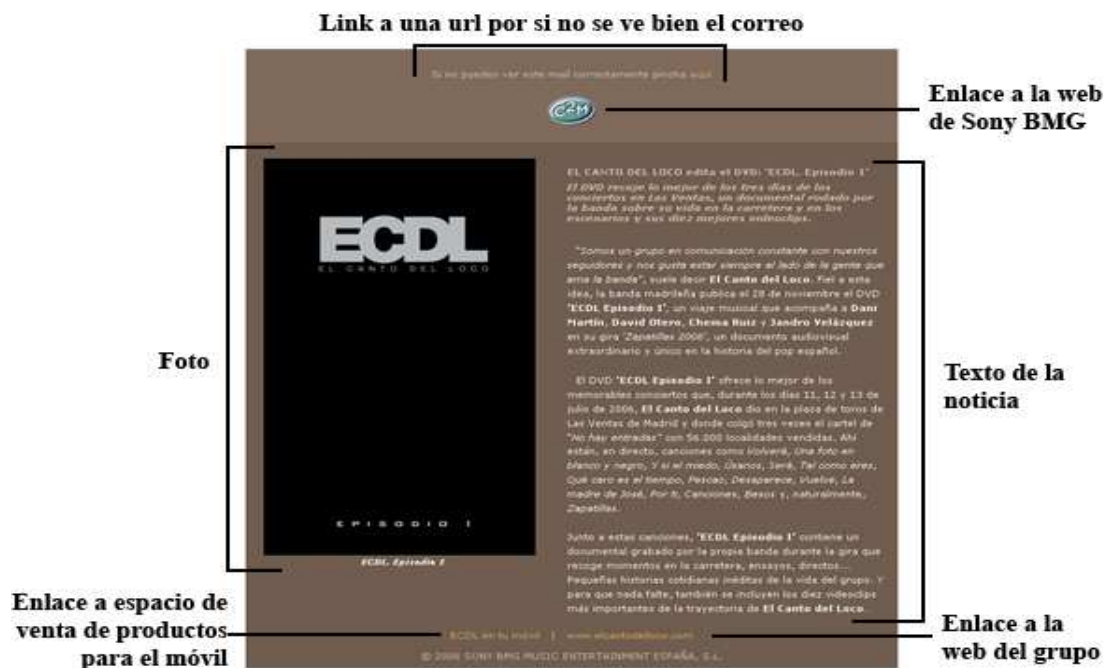 Link a una url por si no se ve bien el correo
Si no puedes ver este mail correctamente pincha aquí
Enlace a la web
de Sony BMG
Foto
ECDL
EL CANTO DEL LOCO
EPISODIO I
ECDL Episodio I
EL CANTO DEL LOCO edita el DVD: 'ECDL. Episodio I'
El DVD recoje lo mejor de los tres días de los
conciertos en Las Ventas, un documental rodado por
la banda sobre su vida en la carretera y en los
escenarios y sus diez mejores videoclips.
"Somos un grupo en comunicación constante con nuestros
seguidores y nos gusta estar siempre al lado de la gente que
ama la banda", suele decir El Canto del Loco. Fiel a esta
idea, la banda madrileña publica el 28 de noviembre el DVD
'ECDL Episodio I', un viaje musical que acompaña a Dani
Martín, David Otero, Chema Ruiz y Jandro Velázquez
en su gira 'Zapatillas 2006', un documento audiovisual
extraordinario y único en la historia del pop español.
El DVD 'ECDL Episodio I' ofrece lo mejor de los
memorables conciertos que, durante los días 11, 12 y 13 de
julio de 2006, El Canto del Loco dio en la plaza de toros de
Las Ventas de Madrid y donde colgó tres veces el cartel de
"No hay entradas" con 56.000 localidades vendidas. Ahí
están, en directo, canciones como Volverá, Una foto en
blanco y negro, Y si el miedo, Llueve, Será, Tal como eres,
Qué caro es el tiempo, Pescao, Desaparece, Vuelve, La
madre de José, Por ti, Canciones, Besos y, naturalmente,
Zapatillas.
Junto a estas canciones, 'ECDL Episodio I' contiene un
documental grabado por la propia banda durante la gira que
recoge momentos en la carretera, ensayos, directos...
Pequeñas historias cotidianas inéditas de la vida del grupo. Y
para que nada falte, también se incluyen los diez videoclips
más importantes de la trayectoria de El Canto del Loco.
Texto de la
noticia
Enlace a espacio de
venta de productos
para el móvil
ECDL en tu móvil | www.elcantodelloco.com
© 2006 SONY BMG MUSIC ENTERTAINMENT ESPAÑA, S.L.
Enlace a la
web del grupo